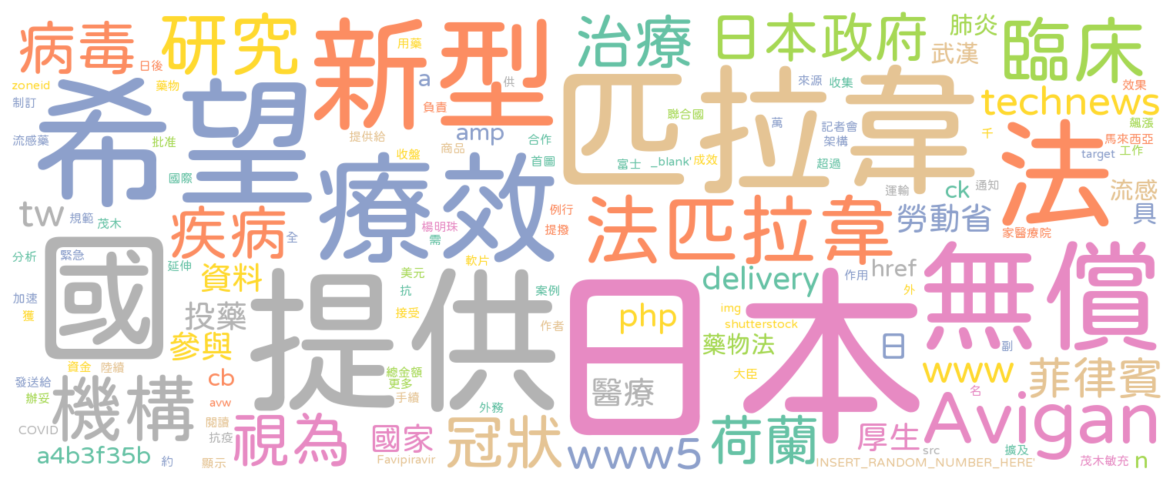 病毒
日後
研究
新型
用藥
治療
日本政府
肺炎
武漢
臨床
zoneid
藥物
a
供
來源
收集
效果
制訂
希望
負責
匹拉韋
technews
流感藥
批准
提供給
amp
合作
聯合國
萬
記者會
架構
千
飆漲
馬來西亞
法
target
工作
國際
療效
收盤
商品
首圖
富士
_blank'
成效
超過
運輸
ck
通知
流感
tw
規範
茂木
疾病
全
楊明珠
需
例行
提撥
法匹拉韋
勞動省
具
家醫療院
分析
國
緊急
延伸
軟片
delivery
作用
href
外
無償
加速
獲
資料
投藥
提供
美元
抗
接受
案例
作者
日本
php
img
shutterstock
藥物法
日
副
資金
陸續
參與
發送給
辦妥
機構
cb
avw
總金額
更多
手續
醫療
大臣
www
名
菲律賓
COVID
閱讀
抗疫
視為
國家
外務
冠狀
www5
荷蘭
厚生
Avigan
a4b3f35b
約
顯示
Favipiravir
INSERT_RANDOM_NUMBER_HERE'
src
擴及
茂木敏充
n